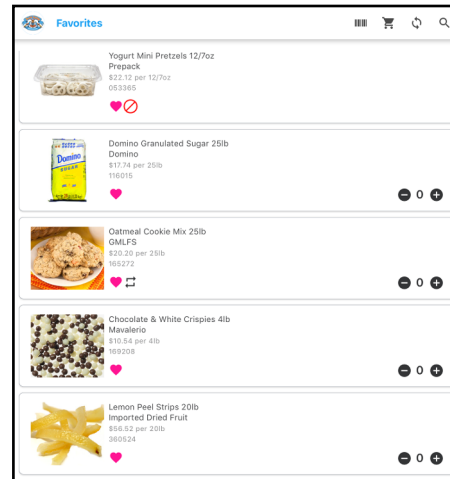 Favorites
Yogurt Mini Pretzels 12/7oz
Prepack
$22.12 per 12/7oz
053365
Domino Granulated Sugar 25lb
Domino
$17.74 per 25lb
116015
Domino
SUGAR
0
Oatmeal Cookie Mix 25lb
GMLFS
$20.20 per 25lb
165272
0
Chocolate & White Crispies 4lb
Mavalerio
$10.54 per 4lb
169208
0
Lemon Peel Strips 20lb
Imported Dried Fruit
$56.52 per 20lb
360524
0